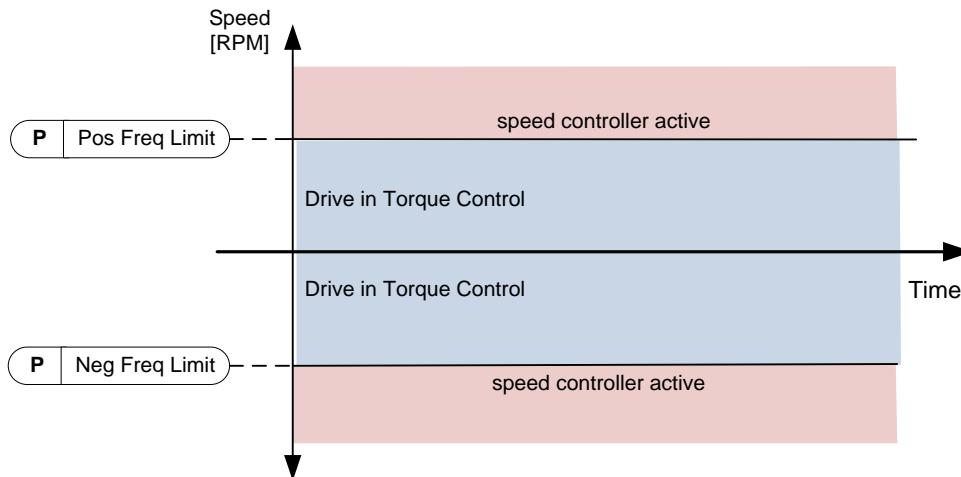 Speed
[RPM]
speed controller active
P Pos Freq Limit
Drive in Torque Control
Drive in Torque Control
Time
P Neg Freq Limit
speed controller active